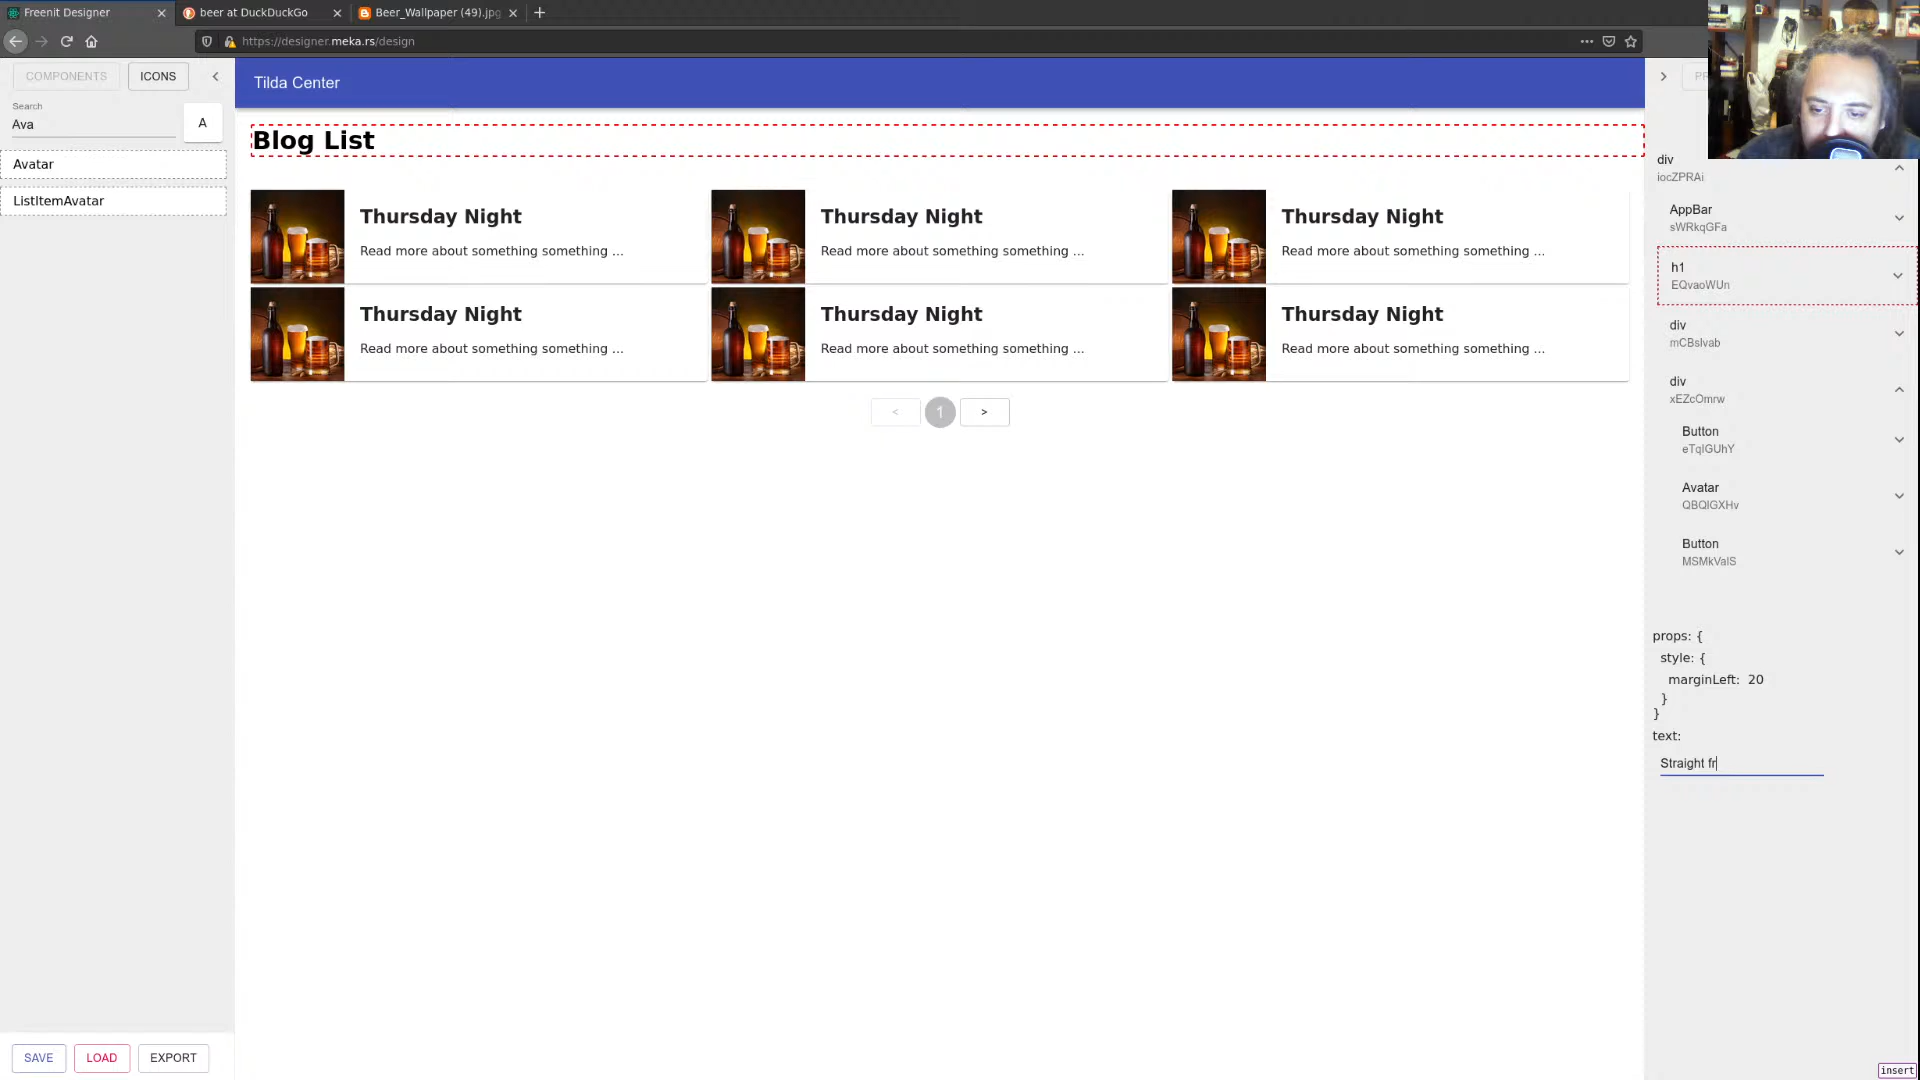 Freenit Designer
beer at DuckDuckGo
Beer_Wallpaper (49).jpg
https://designer.meka.rs/design
COMPONENTS
ICONS
Search
Ava
A
Avatar
ListItemAvatar
Tilda Center
Blog List
Thursday Night
Read more about something something ...
Thursday Night
Read more about something something ...
Thursday Night
Read more about something something ...
Thursday Night
Read more about something something ...
Thursday Night
Read more about something something ...
Thursday Night
Read more about something something ...
< 1 >
PR
div
iocZPRAi
AppBar
sWRkqGFa
h1
EQvaoWUn
div
mCBslvab
div
xEZcOmrw
Button
eTqIGUhY
Avatar
QBQIGXHv
Button
MSMkValS
props: {
style: {
marginLeft: 20
}
}
text:
Straight fr
SAVE
LOAD
EXPORT
insert